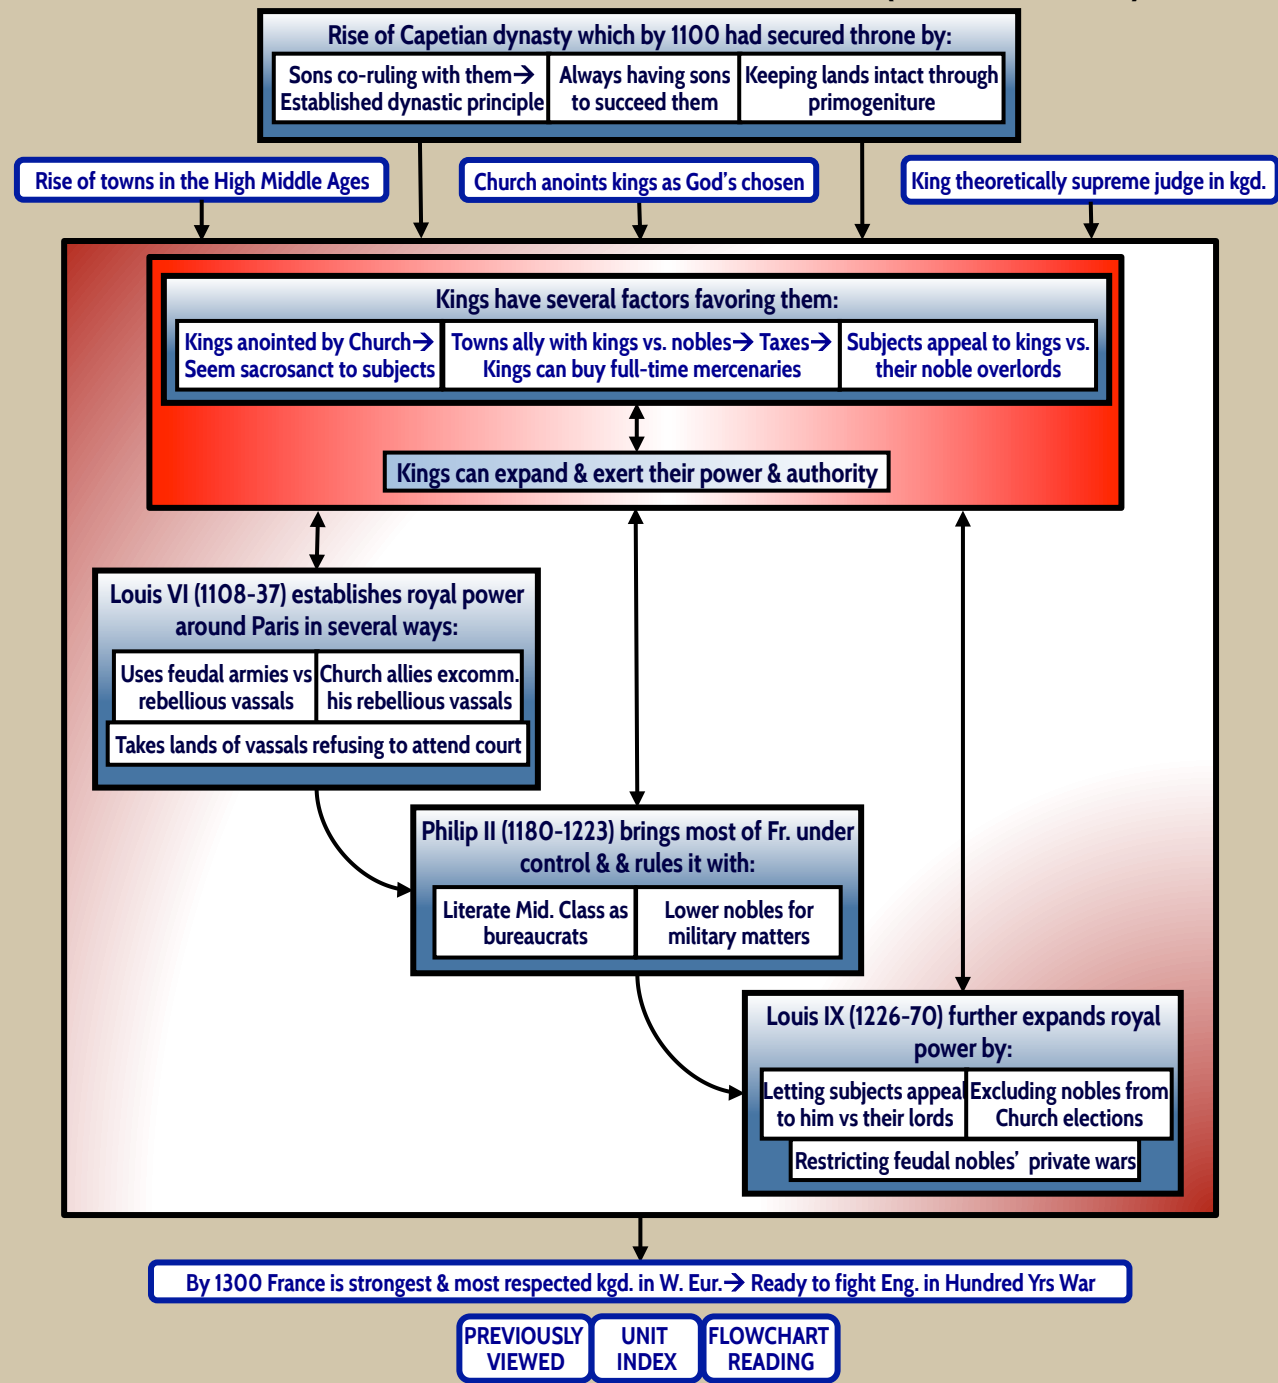 Rise of Capetian dynasty which by 1100 had secured throne by:
Sons co-ruling with them→
Established dynastic principle
Always having sons
to succeed them
Keeping lands intact through
primogeniture
Rise of towns in the High Middle Ages
Church anoints kings as God's chosen
King theoretically supreme judge in kgd.
Kings have several factors favoring them:
Kings anointed by Church→
Seem sacrosanct to subjects
Towns ally with kings vs. nobles→ Taxes→
Kings can buy full-time mercenaries
Subjects appeal to kings vs.
their noble overlords
Kings can expand & exert their power & authority
Louis VI (1108-37) establishes royal power
around Paris in several ways:
Uses feudal armies vs
rebellious vassals
Church allies excomm.
his rebellious vassals
Takes lands of vassals refusing to attend court
Philip II (1180-1223) brings most of Fr. under
control & & rules it with:
Literate Mid. Class as
bureaucrats
Lower nobles for
military matters
Louis IX (1226-70) further expands royal
power by:
Letting subjects appeal
to him vs their lords
Excluding nobles from
Church elections
Restricting feudal nobles' private wars
By 1300 France is strongest & most respected kgd. in W. Eur.→ Ready to fight Eng. in Hundred Yrs War
PREVIOUSLY
VIEWED
UNIT
INDEX
FLOWCHART
READING